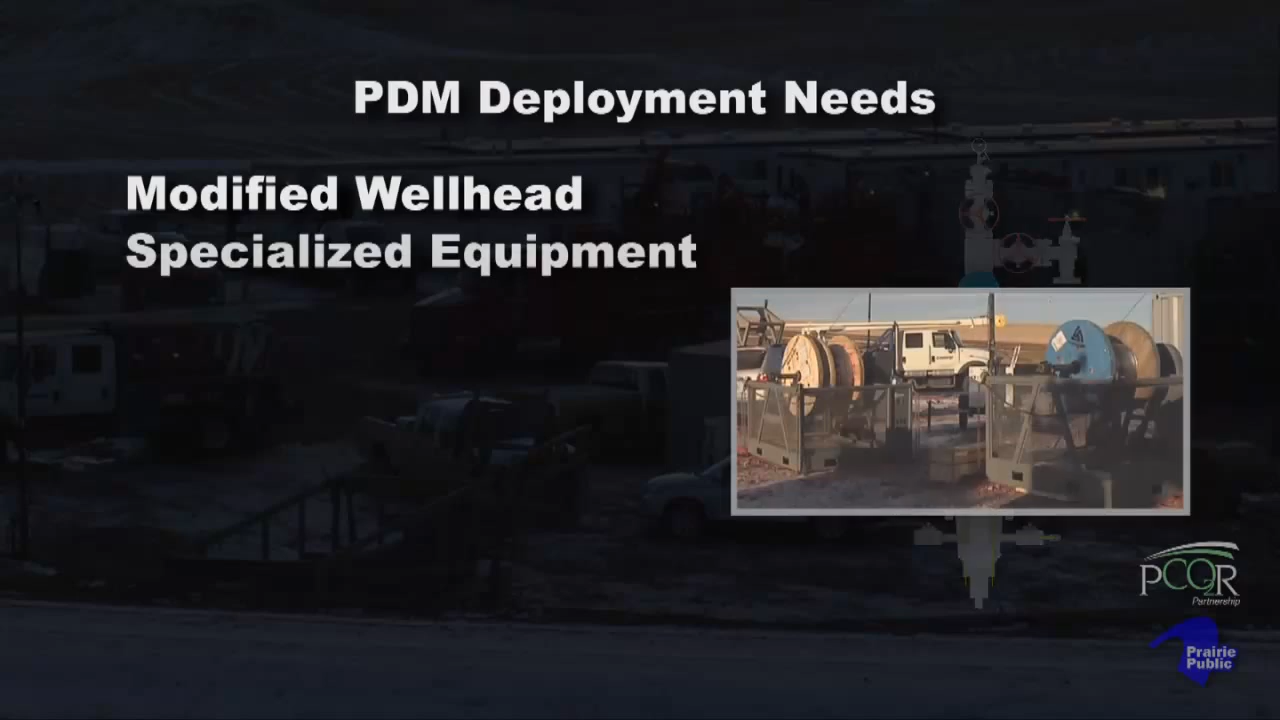 PDM Deployment Needs
Modified Wellhead
Specialized Equipment
PCO2R
Partnership
Prairie
Public